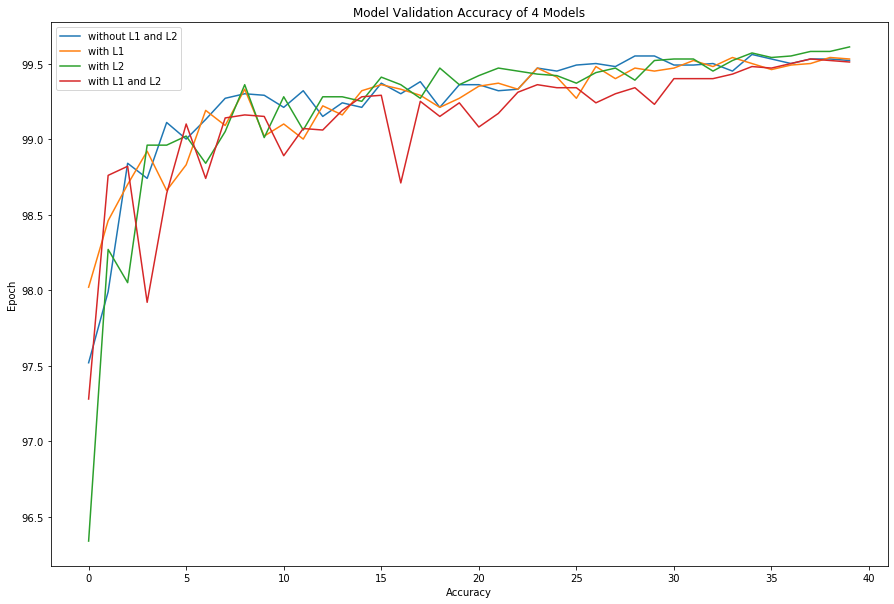 Model Validation Accuracy of 4 Models
without L1 and L2
with L1
with L2
with L1 and L2
99.5
99.0
98.5
98.0
97.5
97.0
96.5
Epoch
0 5 10 15 20 25 30 35 40
Accuracy